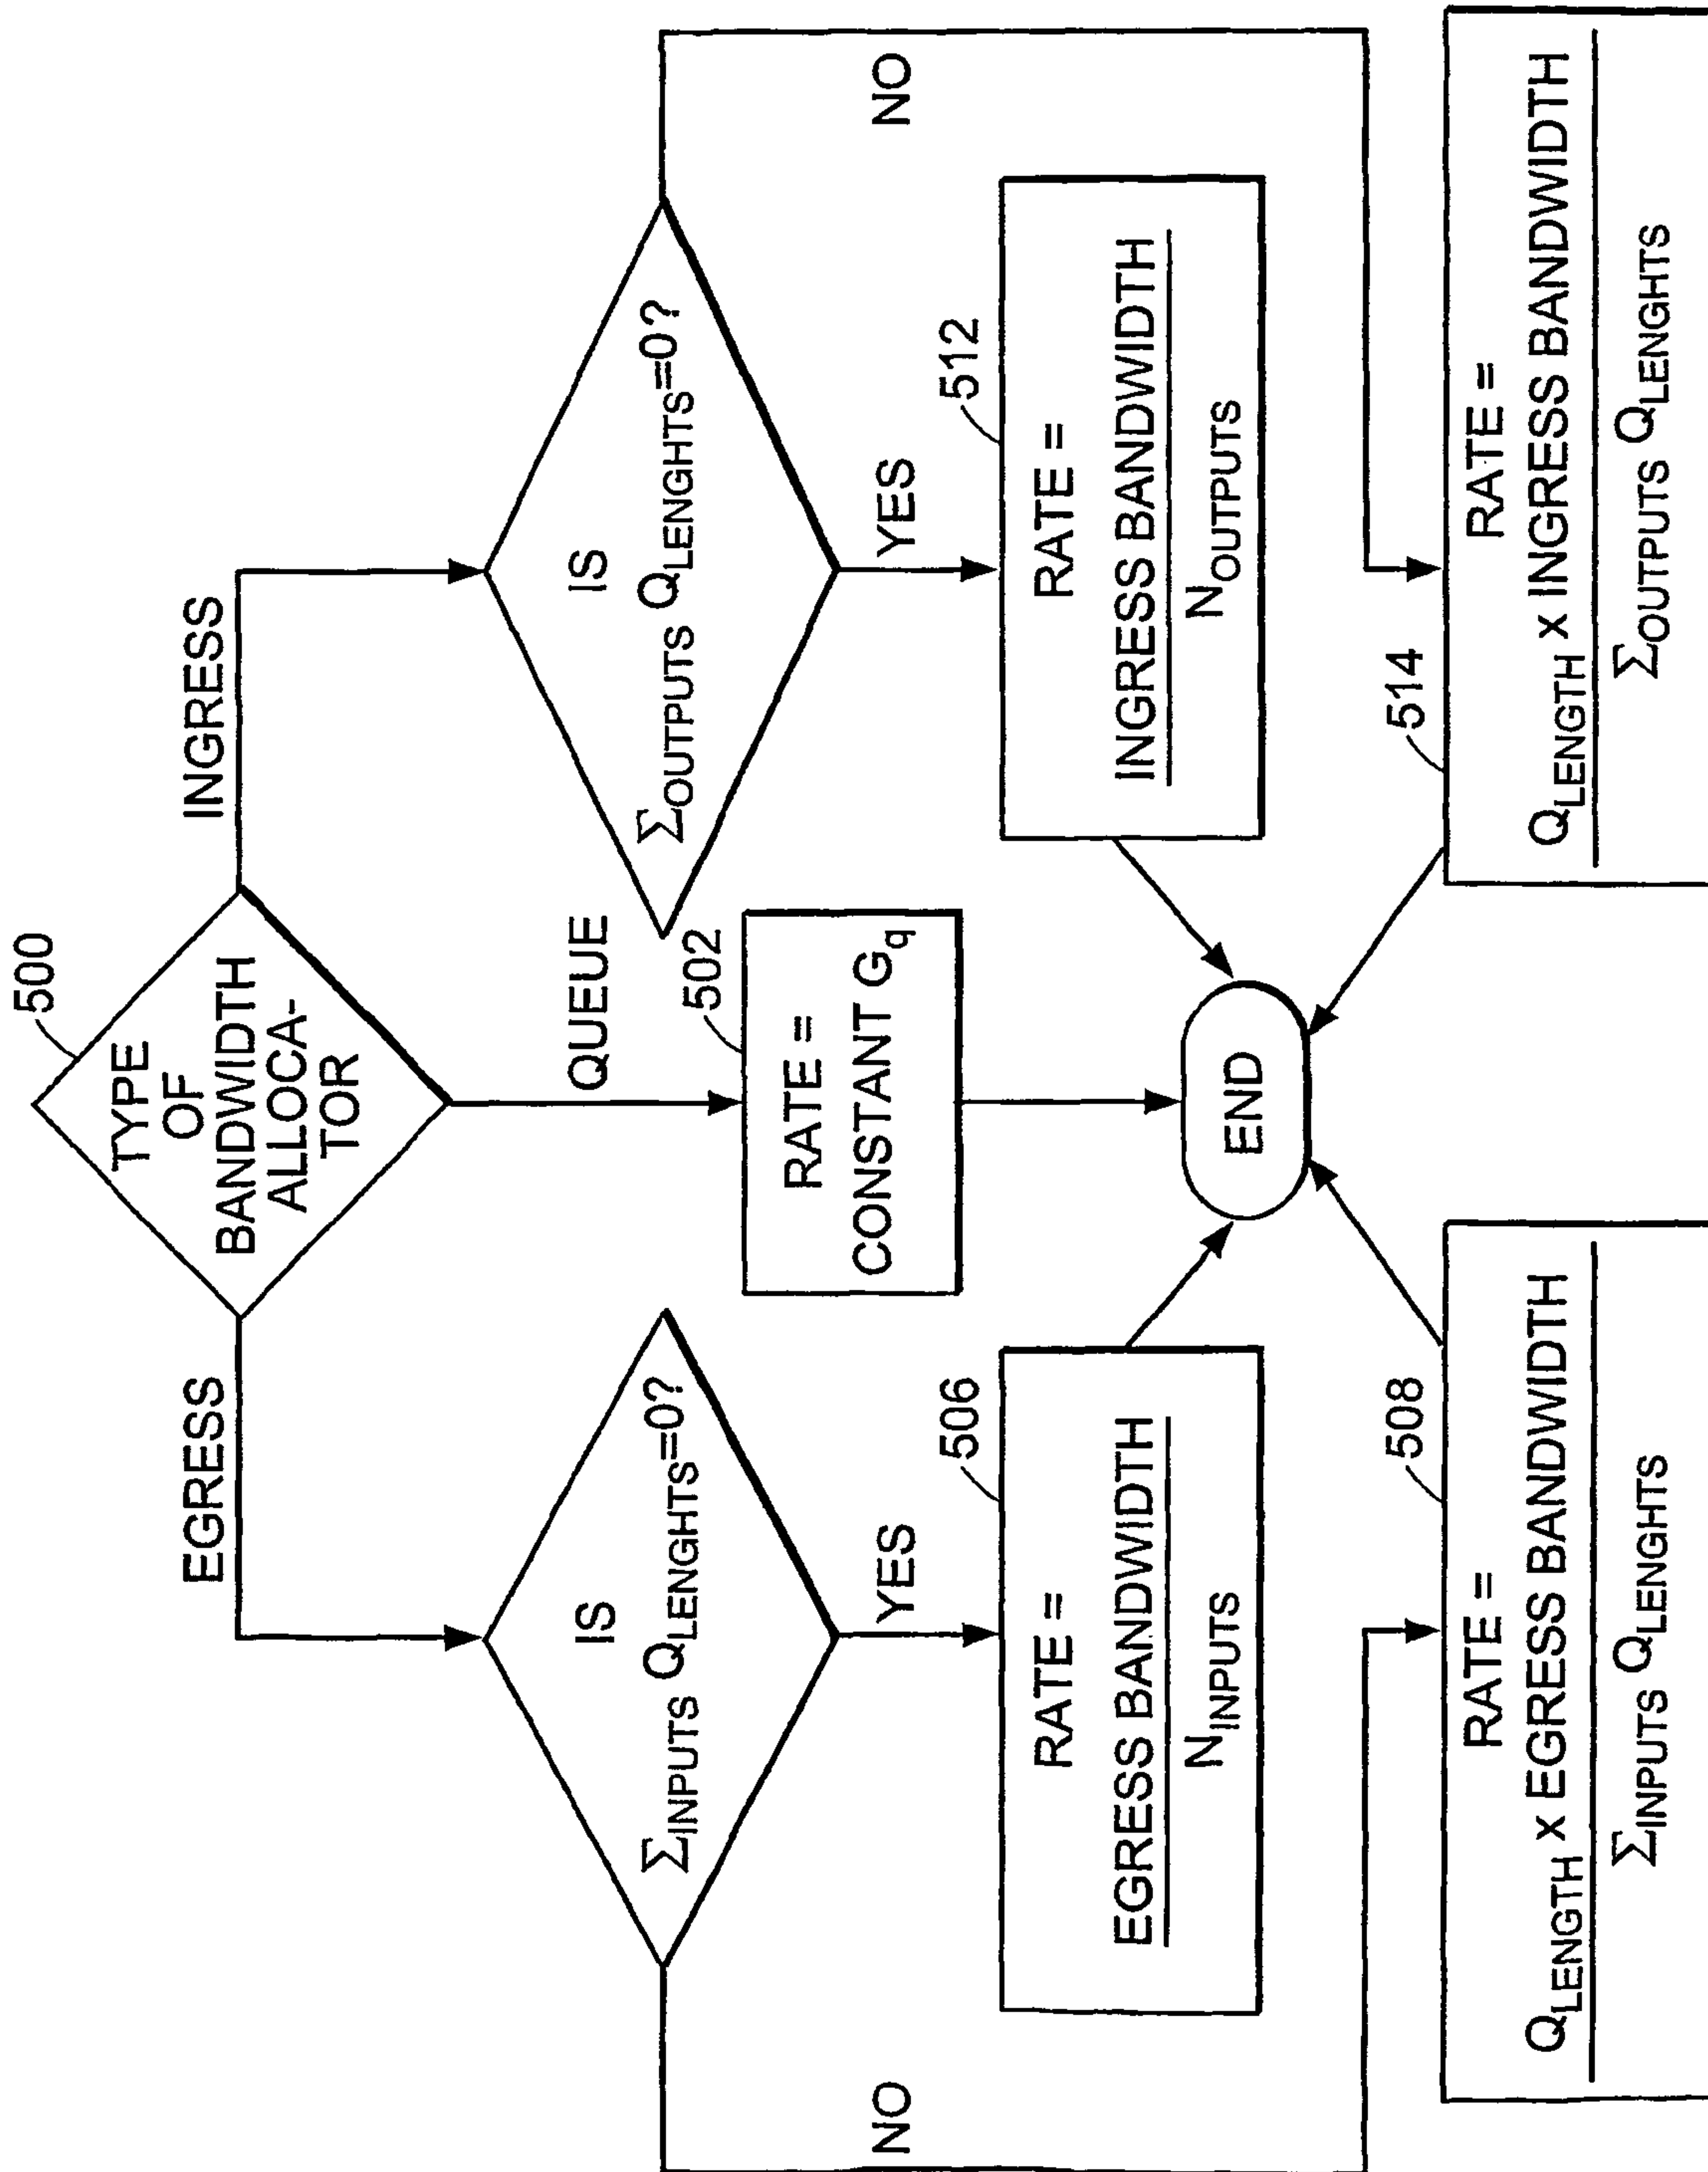 500
TYPE
OF
BANDWIDTH
ALLOCA-
TOR
EGRESS
QUEUE
INGRESS
IS
ΣINPUTS QLENGHTS=0?
502
RATE =
CONSTANT Gq
IS
ΣOUTPUTS QLENGHTS=0?
NO
YES
YES
NO
506
RATE =
EGRESS BANDWIDTH
NINPUTS
END
512
RATE =
INGRESS BANDWIDTH
NOUTPUTS
508
RATE =
QLENGTH x EGRESS BANDWIDTH
ΣINPUTS QLENGHTS
514
RATE =
QLENGTH x INGRESS BANDWIDTH
ΣOUTPUTS QLENGHTS